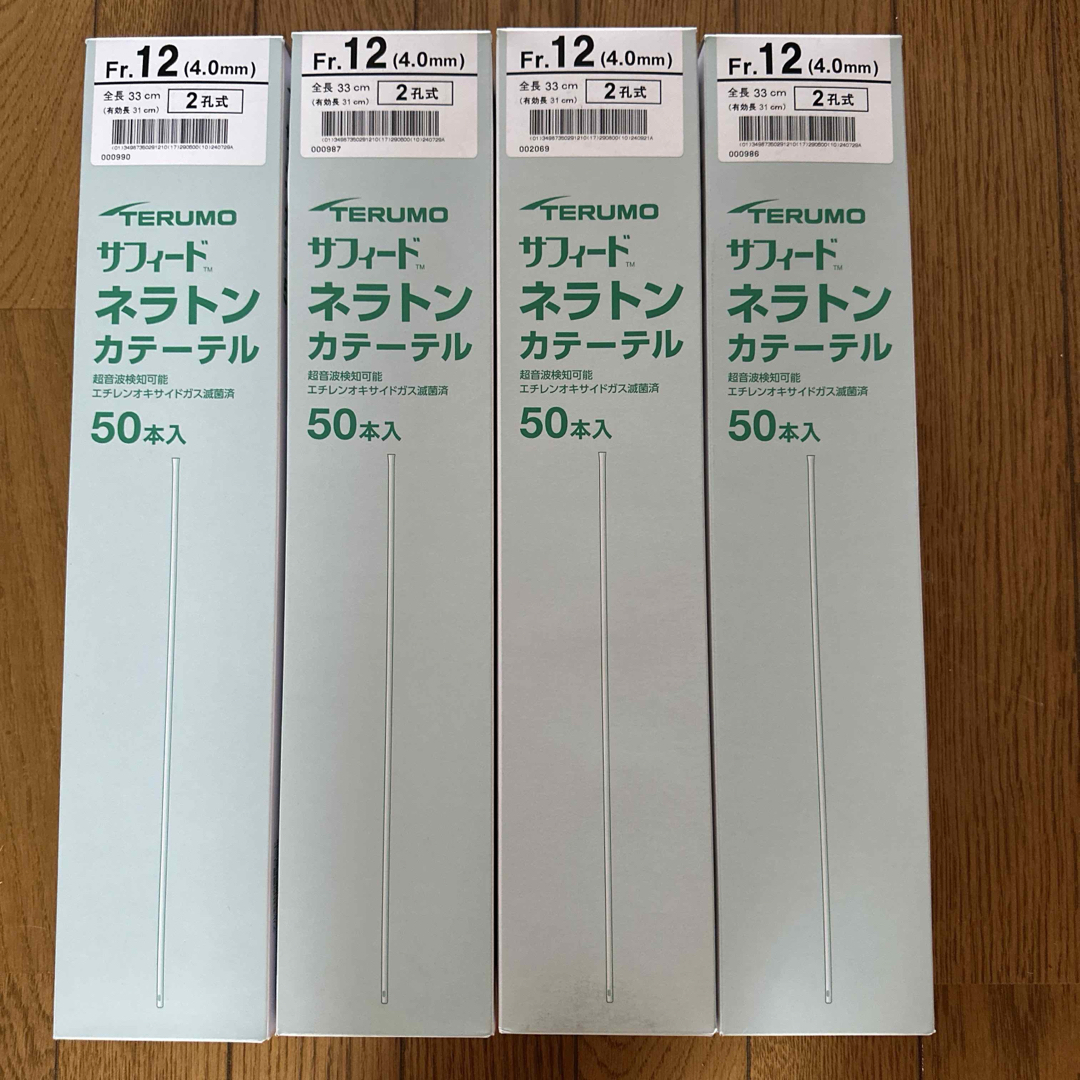 Fr.12(4.0mm)
全長 33 cm
(有効長 31 cm)
2孔式
000990
TERUMO
サフィード™
ネラトン
カテーテル
超音波検知可能
エチレンオキサイドガス滅菌済
50本入
Fr.12(4.0mm)
全長 33 cm
(有効長 31 cm)
2孔式
000987
TERUMO
サフィード™
ネラトン
カテーテル
超音波検知可能
エチレンオキサイドガス滅菌済
50本入
Fr.12(4.0mm)
全長 33 cm
(有効長 31 cm)
2孔式
002069
TERUMO
サフィード™
ネラトン
カテーテル
超音波検知可能
エチレンオキサイドガス滅菌済
50本入
Fr.12(4.0mm)
全長 33 cm
(有効長 31 cm)
2孔式
000986
TERUMO
サフィード™
ネラトン
カテーテル
超音波検知可能
エチレンオキサイドガス滅菌済
50本入